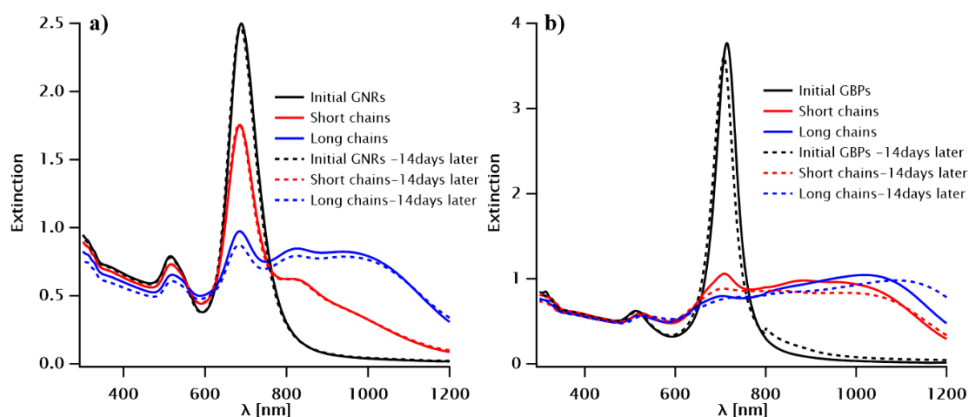 a)
2.5
2.0
1.5
1.0
0.5
0.0
Extinction
400 600 800 1000 1200
λ [nm]
Initial GNRs
Short chains
Long chains
Initial GNRs -14days later
Short chains-14days later
Long chains-14days later
b)
4
3
2
1
0
Extinction
400 600 800 1000 1200
λ [nm]
Initial GBPs
Short chains
Long chains
Initial GBPs -14days later
Short chains-14days later
Long chains-14days later